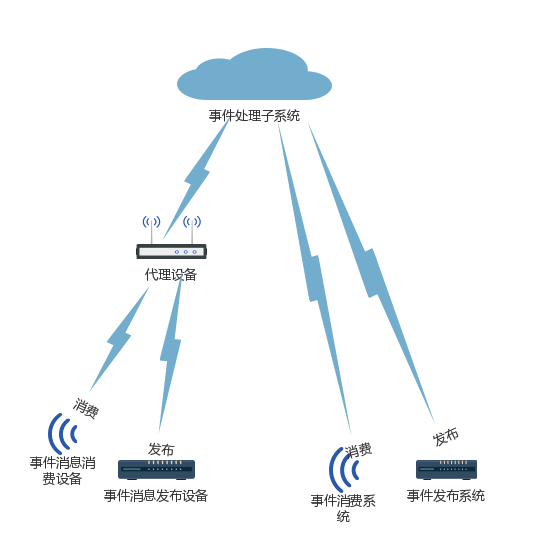 事件处理子系统
代理设备
消费
发布
消费
发布
事件消息消
费设备
事件消息发布设备
事件消费系
统
事件发布系统